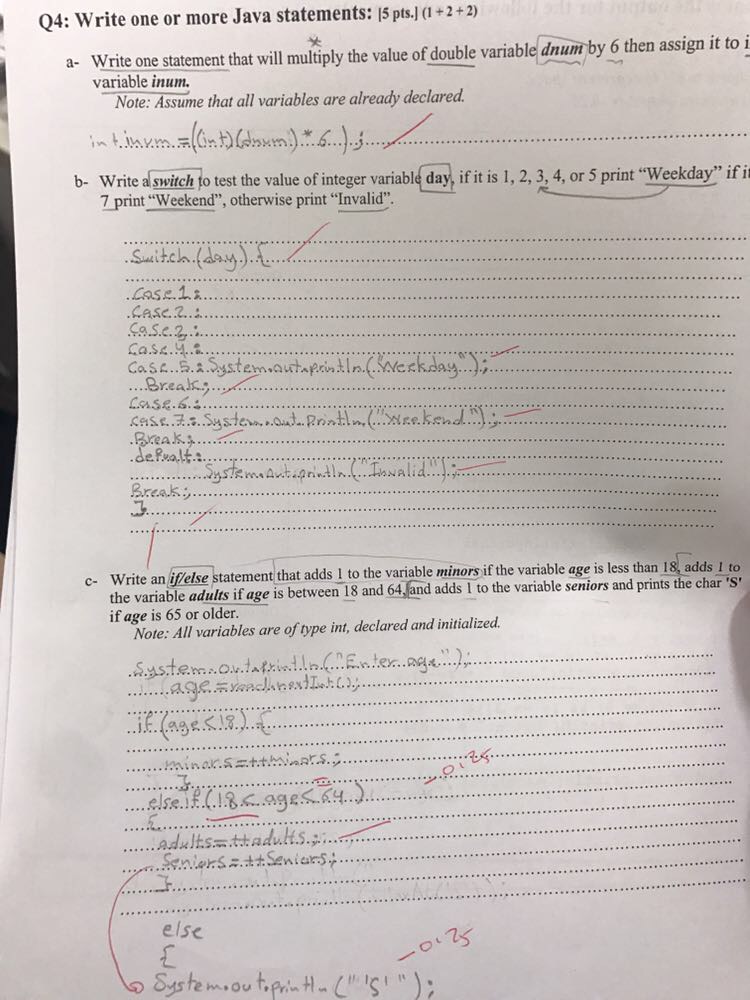 Q4: Write one or more Java statements: [5 pts.] (1 + 2 + 2)
*
a- Write one statement that will multiply the value of double variable dnum by 6 then assign it to i
variable inum.
Note: Assume that all variables are already declared.
int inum = ((int)(dnum) * 6 );
b- Write a switch to test the value of integer variable day, if it is 1, 2, 3, 4, or 5 print “Weekday” if i
7 print “Weekend”, otherwise print “Invalid”.
Switch (day) {
Case 1 :
Case 2 :
Case 3 :
Case 4 :
Case 5 : System.out.println ("Weekday");
Break;
Case 6 :
case 7 : System.out.println ("Weekend");
Break;
defualt :
System.out.println ("Invalid");
Break;
}
c- Write an if/else statement that adds 1 to the variable minors if the variable age is less than 18, adds 1 to
the variable adults if age is between 18 and 64, and adds 1 to the variable seniors and prints the char 'S'
if age is 65 or older.
Note: All variables are of type int, declared and initialized.
System.out.println ("Enter age");
(age = nextInt();
if (age < 18) {
minors = ++minors;
}
-0.25
else if (18 < age < 64 )
{
adults = ++adults;
Seniors = ++Seniors;
}
else
{
-0.25
System.out.println ("'S'");